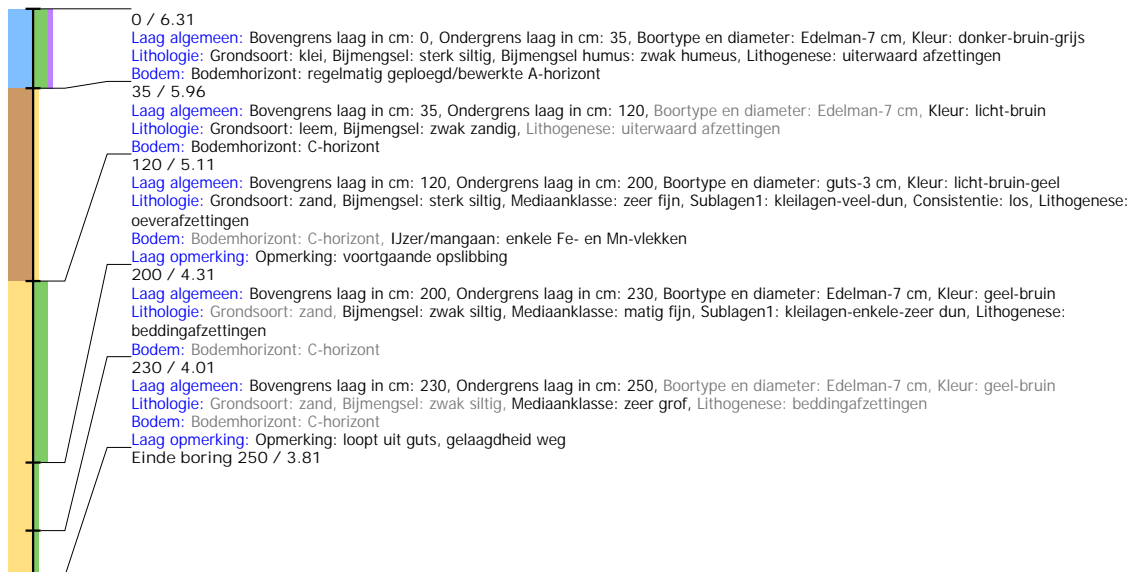 0 / 6.31
Laag algemeen: Bovengrens laag in cm: 0, Ondergrens laag in cm: 35, Boortype en diameter: Edelman-7 cm, Kleur: donker-bruin-grijs
Lithologie: Grondsoort: klei, Bijmengsel: sterk siltig, Bijmengsel humus: zwak humeus, Lithogenese: uiterwaard afzettingen
Bodem: Bodemhorizont: regelmatig geploegd/bewerkte A-horizont
35 / 5.96
Laag algemeen: Bovengrens laag in cm: 35, Ondergrens laag in cm: 120, Boortype en diameter: Edelman-7 cm, Kleur: licht-bruin
Lithologie: Grondsoort: leem, Bijmengsel: zwak zandig, Lithogenese: uiterwaard afzettingen
Bodem: Bodemhorizont: C-horizont
120 / 5.11
Laag algemeen: Bovengrens laag in cm: 120, Ondergrens laag in cm: 200, Boortype en diameter: guts-3 cm, Kleur: licht-bruin-geel
Lithologie: Grondsoort: zand, Bijmengsel: sterk siltig, Mediaanklasse: zeer fijn, Sublagen1: kleilagen-veel-dun, Consistentie: los, Lithogenese:
oeverafzettingen
Bodem: Bodemhorizont: C-horizont, IJzer/mangaan: enkele Fe- en Mn-vlekken
Laag opmerking: Opmerking: voortgaande opslibbing
200 / 4.31
Laag algemeen: Bovengrens laag in cm: 200, Ondergrens laag in cm: 230, Boortype en diameter: Edelman-7 cm, Kleur: geel-bruin
Lithologie: Grondsoort: zand, Bijmengsel: zwak siltig, Mediaanklasse: matig fijn, Sublagen1: kleilagen-enkele-zeer dun, Lithogenese:
beddingafzettingen
Bodem: Bodemhorizont: C-horizont
230 / 4.01
Laag algemeen: Bovengrens laag in cm: 230, Ondergrens laag in cm: 250, Boortype en diameter: Edelman-7 cm, Kleur: geel-bruin
Lithologie: Grondsoort: zand, Bijmengsel: zwak siltig, Mediaanklasse: zeer grof, Lithogenese: beddingafzettingen
Bodem: Bodemhorizont: C-horizont
Laag opmerking: Opmerking: loopt uit guts, gelaagdheid weg
Einde boring 250 / 3.81